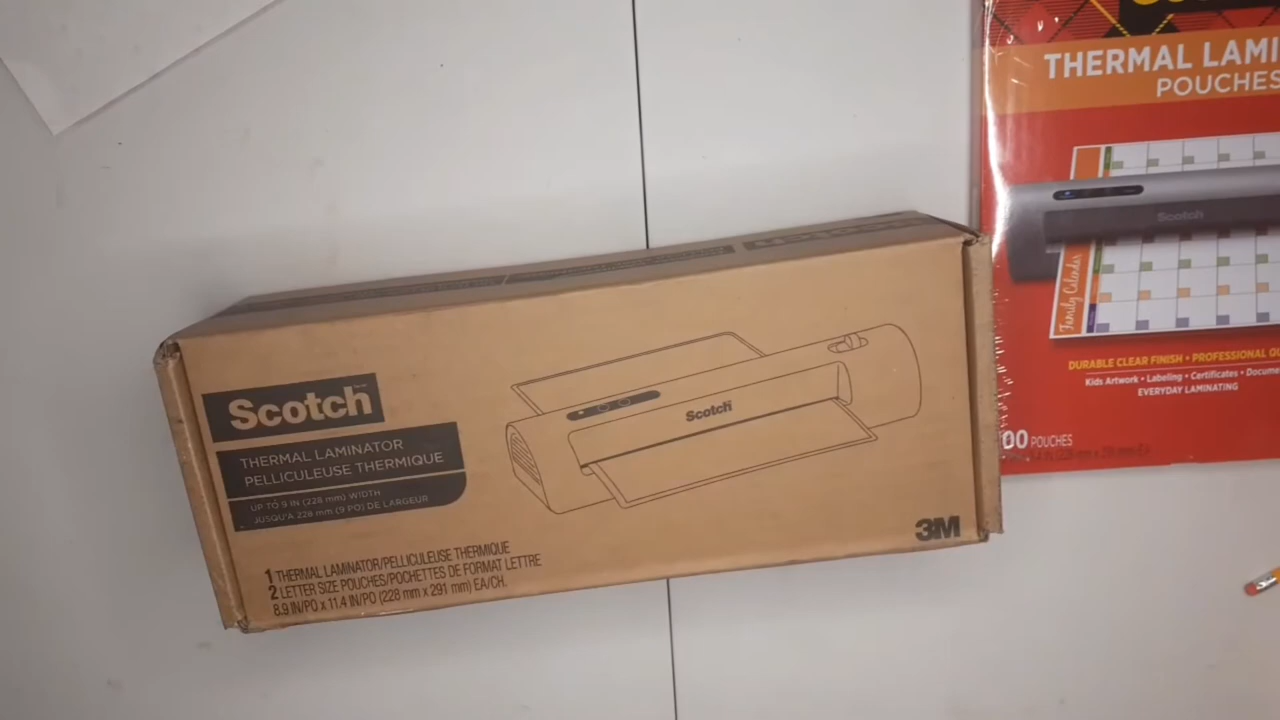 Scotch
THERMAL LAMINATOR
PELLICULEUSE THERMIQUE
UP TO 9 IN (228 mm) WIDTH
JUSQU'A 228 mm (9 PO) DE LARGEUR
Scotch
3M
1 THERMAL LAMINATOR/PELLICULEUSE THERMIQUE
2 LETTER SIZE POUCHES/POCHETTES DE FORMAT LETTRE
8.9 IN/PO x 11.4 IN/PO (228 mm x 291 mm) EA/CH.
THERMAL LAMI
POUCHES
Scotch
Family Calendar
DURABLE CLEAR FINISH • PROFESSIONAL
Kids Artwork • Labeling • Certificates • Docume
EVERYDAY LAMINATING
00 POUCHES